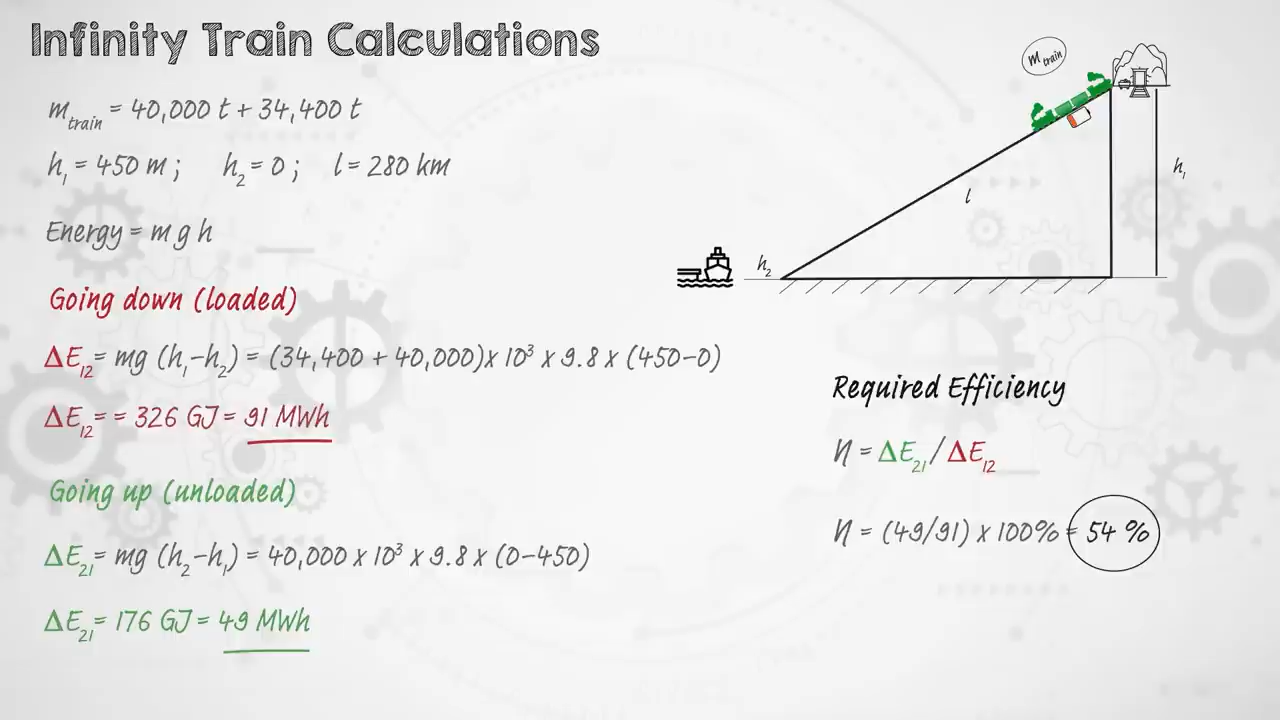 Infinity Train Calculations
m train = 40,000 t + 34,400 t
h1 = 450 m ; h2 = 0 ; l = 280 km
Energy = m g h
Going down (loaded)
ΔE12 = mg (h1-h2) = (34,400 + 40,000)x 10³ x 9.8 x (450-0)
ΔE12 = = 326 GJ = 91 MWh
Going up (unloaded)
ΔE21 = mg (h2-h1) = 40,000 x 10³ x 9.8 x (0-450)
ΔE21 = 176 GJ = 49 MWh
m train
h1
l
h2
Required Efficiency
η = ΔE21 / ΔE12
η = (49/91) x 100% = 54 %